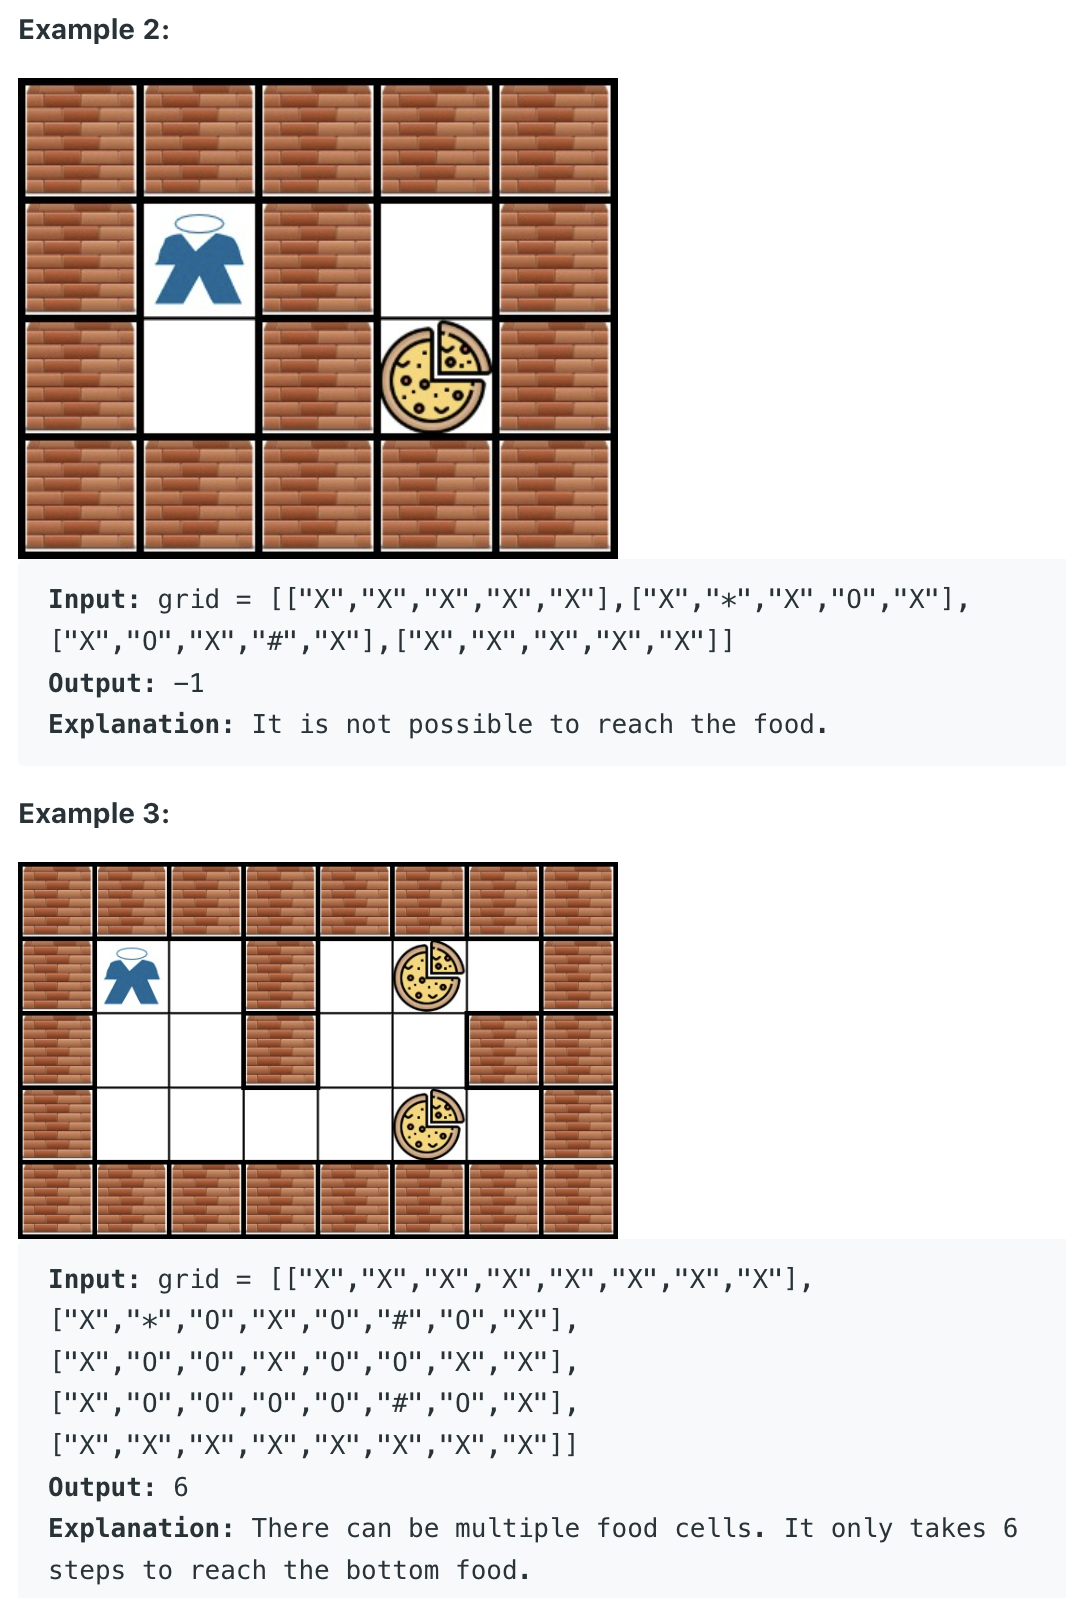 Example 2:
Input: grid = [["X","X","X","X","X"],["X","*","X","O","X"],
["X","O","X","#","X"],["X","X","X","X","X"]]
Output: -1
Explanation: It is not possible to reach the food.
Example 3:
Input: grid = [["X","X","X","X","X","X","X","X"],
["X","*","O","X","O","#","O","X"],
["X","O","O","X","O","O","X","X"],
["X","O","O","O","O","#","O","X"],
["X","X","X","X","X","X","X","X"]]
Output: 6
Explanation: There can be multiple food cells. It only takes 6
steps to reach the bottom food.